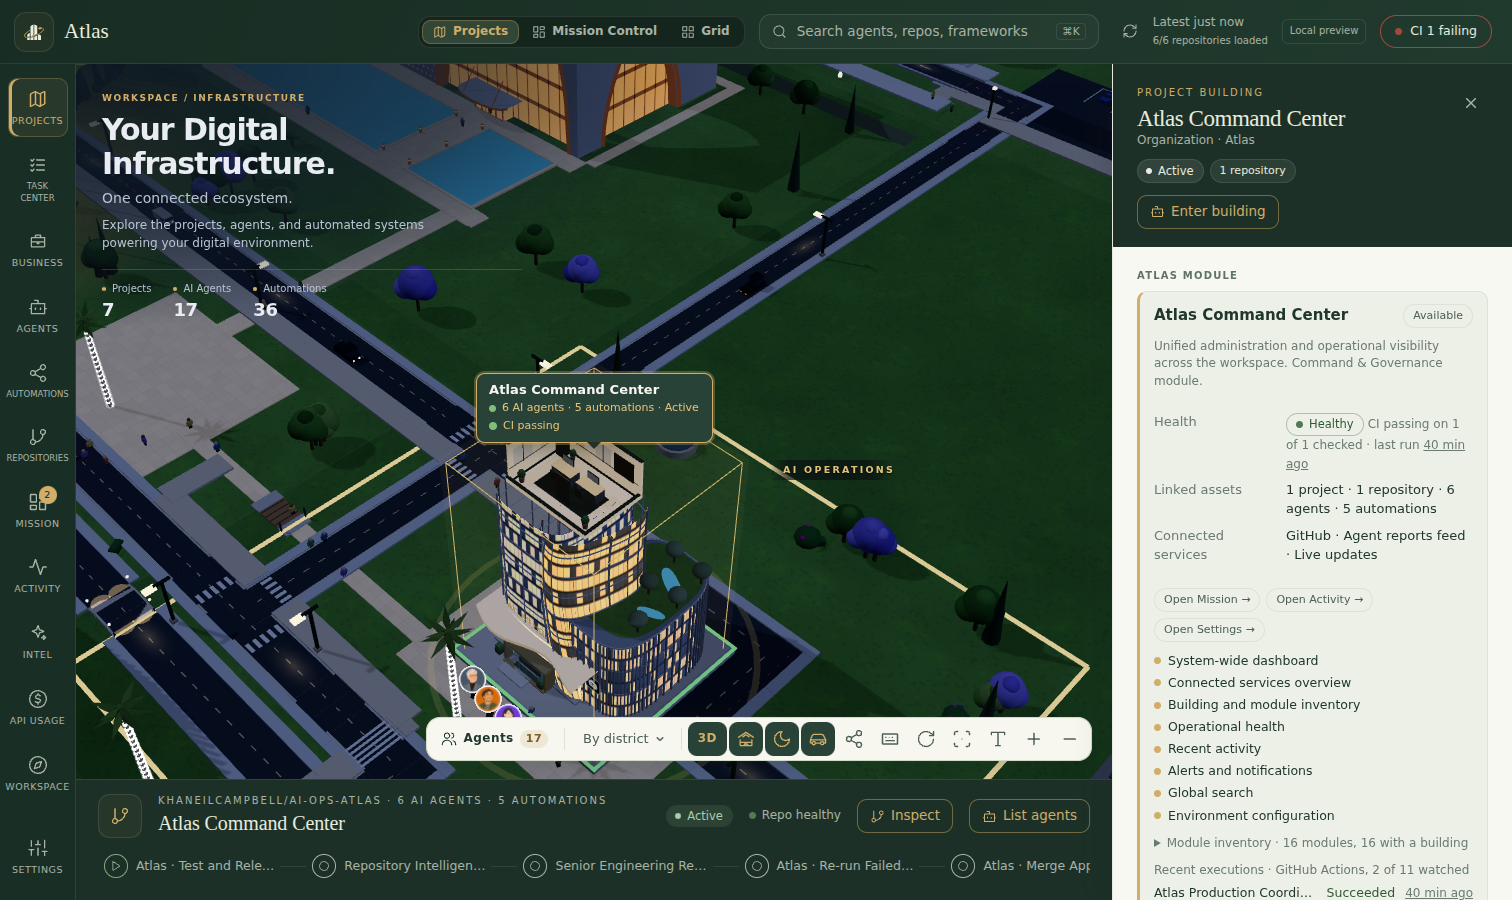 Atlas
Projects
Mission Control
Grid
Search agents, repos, frameworks
⌘K
Latest just now
6/6 repositories loaded
Local preview
CI 1 failing
PROJECTS
TASK
CENTER
BUSINESS
AGENTS
AUTOMATIONS
REPOSITORIES
2
MISSION
ACTIVITY
INTEL
API USAGE
WORKSPACE
SETTINGS
WORKSPACE / INFRASTRUCTURE
Your Digital
Infrastructure.
One connected ecosystem.
Explore the projects, agents, and automated systems
powering your digital environment.
Projects
7
AI Agents
17
Automations
36
Atlas Command Center
6 AI agents · 5 automations · Active
CI passing
AI OPERATIONS
Agents 17
By district
3D
KHANEILCAMPBELL/AI-OPS-ATLAS · 6 AI AGENTS · 5 AUTOMATIONS
Atlas Command Center
Active
Repo healthy
Inspect
List agents
Atlas · Test and Rele…
Repository Intelligen…
Senior Engineering Re…
Atlas · Re-run Failed…
Atlas · Merge App
PROJECT BUILDING
Atlas Command Center
Organization · Atlas
Active
1 repository
Enter building
ATLAS MODULE
Atlas Command Center
Available
Unified administration and operational visibility
across the workspace. Command & Governance
module.
Health
Healthy CI passing on 1
of 1 checked · last run 40 min
ago
Linked assets
1 project · 1 repository · 6
agents · 5 automations
Connected
services
GitHub · Agent reports feed
· Live updates
Open Mission →
Open Activity →
Open Settings →
System-wide dashboard
Connected services overview
Building and module inventory
Operational health
Recent activity
Alerts and notifications
Global search
Environment configuration
Module inventory · 16 modules, 16 with a building
Recent executions · GitHub Actions, 2 of 11 watched
Atlas Production Coordi… Succeeded 40 min ago